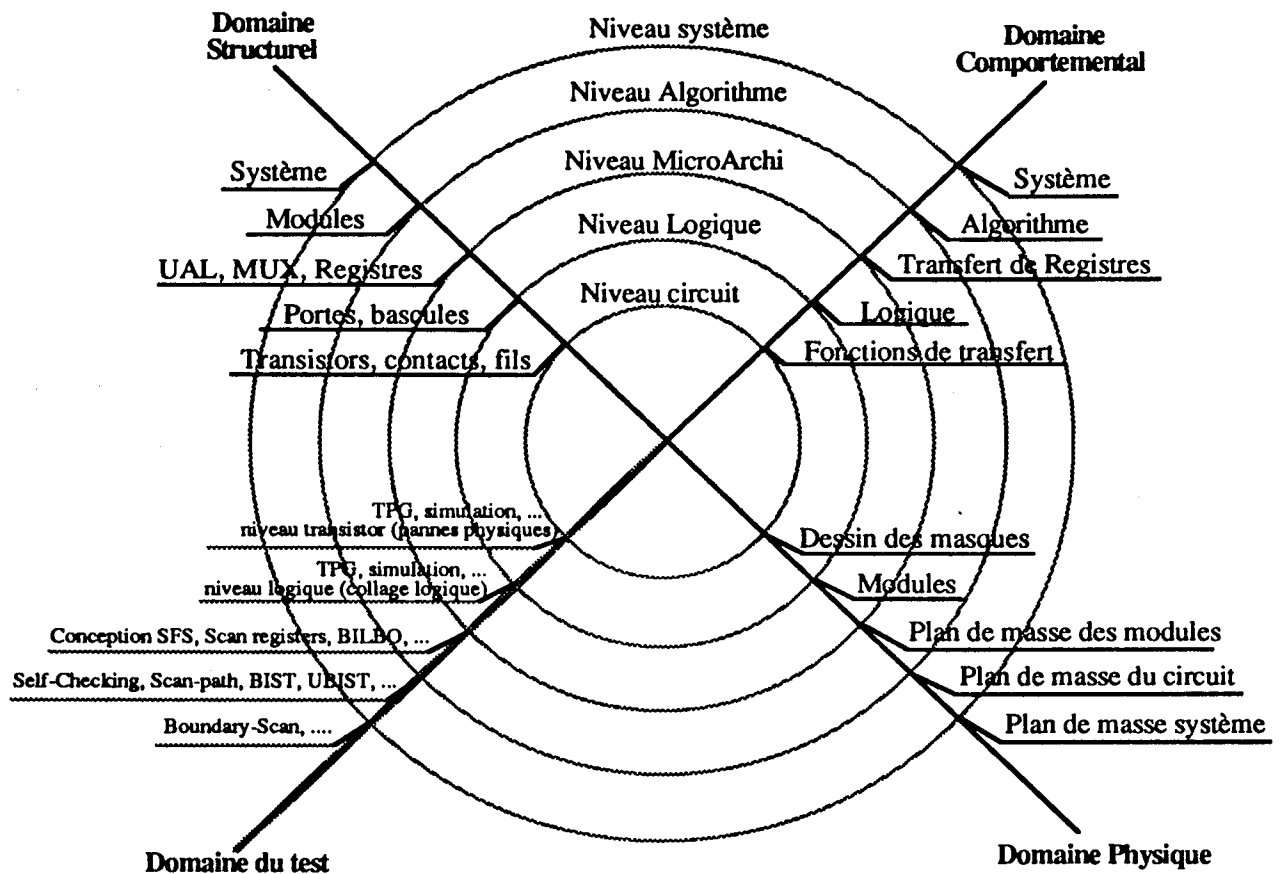 Domaine
Structurel
Niveau système
Domaine
Comportemental
Niveau Algorithme
Niveau MicroArchi
Niveau Logique
Niveau circuit
Système
Modules
UAL, MUX, Registres
Portes, bascules
Transistors, contacts, fils
Système
Algorithme
Transfert de Registres
Logique
Fonctions de transfert
TPG, simulation, ...
niveau transistor (pannes physiques)
TPG, simulation, ...
niveau logique (collage logique)
Conception SFS, Scan registers, BILBO, ...
Self-Checking, Scan-path, BIST, UBIST, ...
Boundary-Scan, ....
Dessin des masques
Modules
Plan de masse des modules
Plan de masse du circuit
Plan de masse système
Domaine du test
Domaine Physique